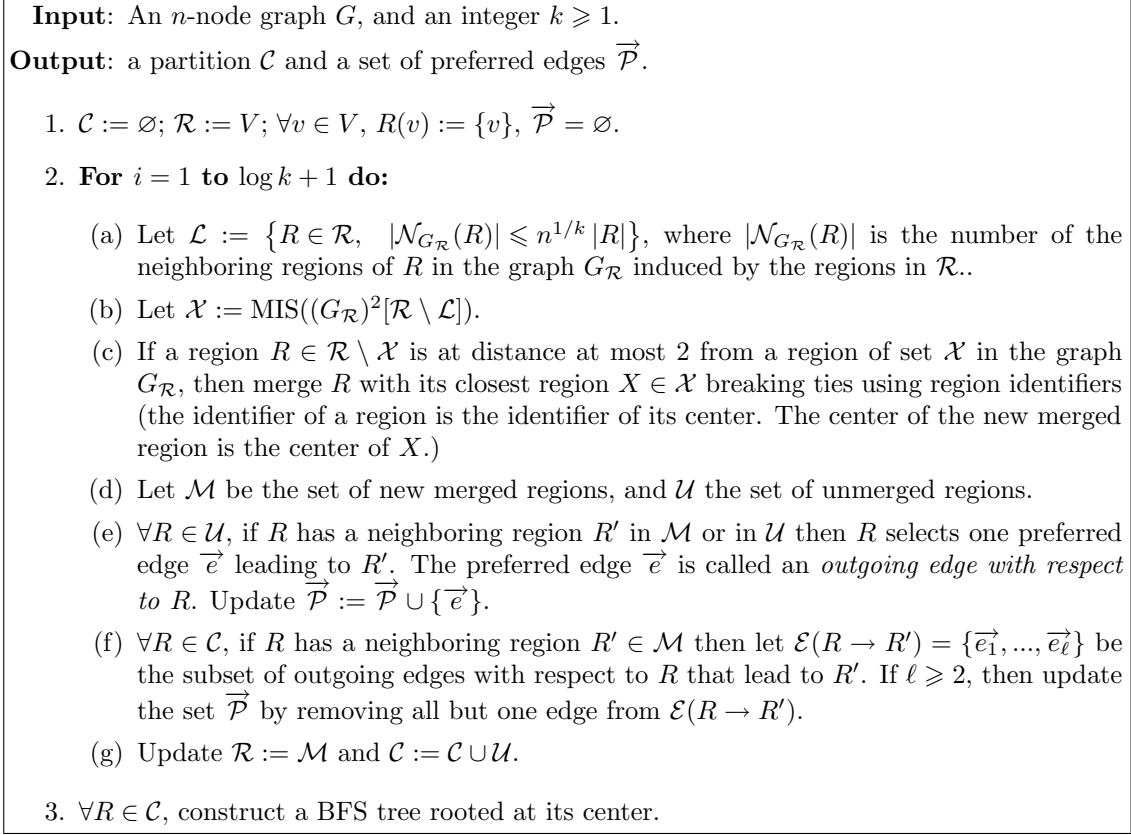 Input: An n-node graph G, and an integer k ⩾ 1.
Output: a partition 𝒞 and a set of preferred edges 𝒫⃗.
1. 𝒞 := ∅; ℛ := V; ∀v ∈ V, R(v) := {v}, 𝒫⃗ = ∅.
2. For i = 1 to log k + 1 do:
(a) Let ℒ := {R ∈ ℛ, |𝒩_{G_ℛ}(R)| ⩽ n^{1/k} |R|}, where |𝒩_{G_ℛ}(R)| is the number of the
neighboring regions of R in the graph G_ℛ induced by the regions in ℛ..
(b) Let 𝒳 := MIS((G_ℛ)²[ℛ \ ℒ]).
(c) If a region R ∈ ℛ \ 𝒳 is at distance at most 2 from a region of set 𝒳 in the graph
G_ℛ, then merge R with its closest region X ∈ 𝒳 breaking ties using region identifiers
(the identifier of a region is the identifier of its center. The center of the new merged
region is the center of X.)
(d) Let ℳ be the set of new merged regions, and 𝒰 the set of unmerged regions.
(e) ∀R ∈ 𝒰, if R has a neighboring region R′ in ℳ or in 𝒰 then R selects one preferred
edge e⃗ leading to R′. The preferred edge e⃗ is called an outgoing edge with respect
to R. Update 𝒫⃗ := 𝒫⃗ ∪ {e⃗}.
(f) ∀R ∈ 𝒞, if R has a neighboring region R′ ∈ ℳ then let ℰ(R → R′) = {e⃗₁, ..., e⃗_ℓ} be
the subset of outgoing edges with respect to R that lead to R′. If ℓ ⩾ 2, then update
the set 𝒫⃗ by removing all but one edge from ℰ(R → R′).
(g) Update ℛ := ℳ and 𝒞 := 𝒞 ∪ 𝒰.
3. ∀R ∈ 𝒞, construct a BFS tree rooted at its center.